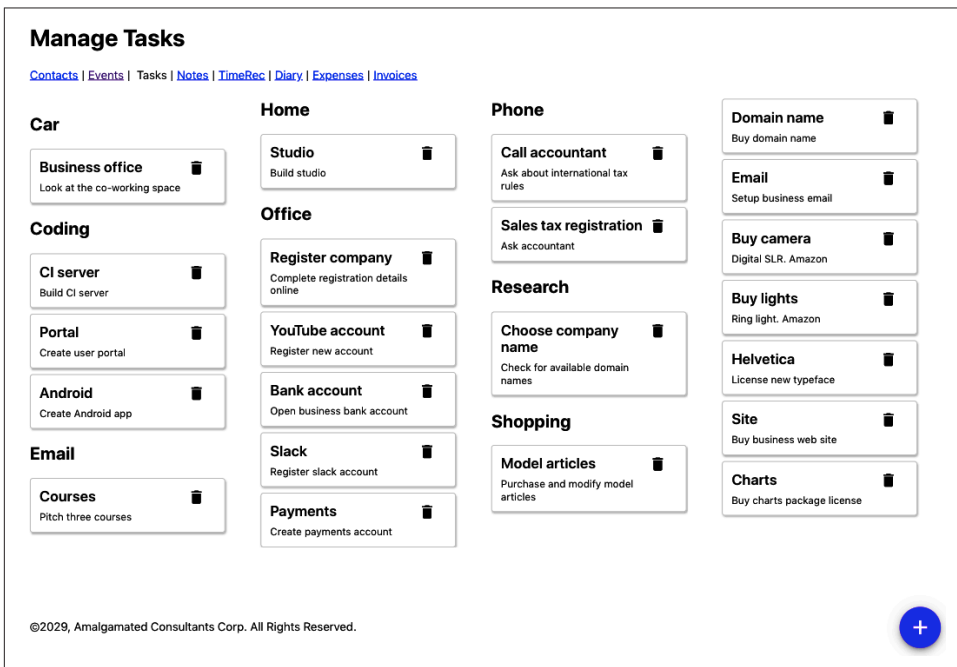 Manage Tasks
Contacts | Events | Tasks | Notes | TimeRec | Diary | Expenses | Invoices
Car
Business office
Look at the co-working space
Coding
CI server
Build CI server
Portal
Create user portal
Android
Create Android app
Email
Courses
Pitch three courses
Home
Studio
Build studio
Office
Register company
Complete registration details
online
YouTube account
Register new account
Bank account
Open business bank account
Slack
Register slack account
Payments
Create payments account
Phone
Call accountant
Ask about international tax
rules
Sales tax registration
Ask accountant
Research
Choose company
name
Check for available domain
names
Shopping
Model articles
Purchase and modify model
articles
Domain name
Buy domain name
Email
Setup business email
Buy camera
Digital SLR. Amazon
Buy lights
Ring light. Amazon
Helvetica
License new typeface
Site
Buy business web site
Charts
Buy charts package license
©2029, Amalgamated Consultants Corp. All Rights Reserved.
+